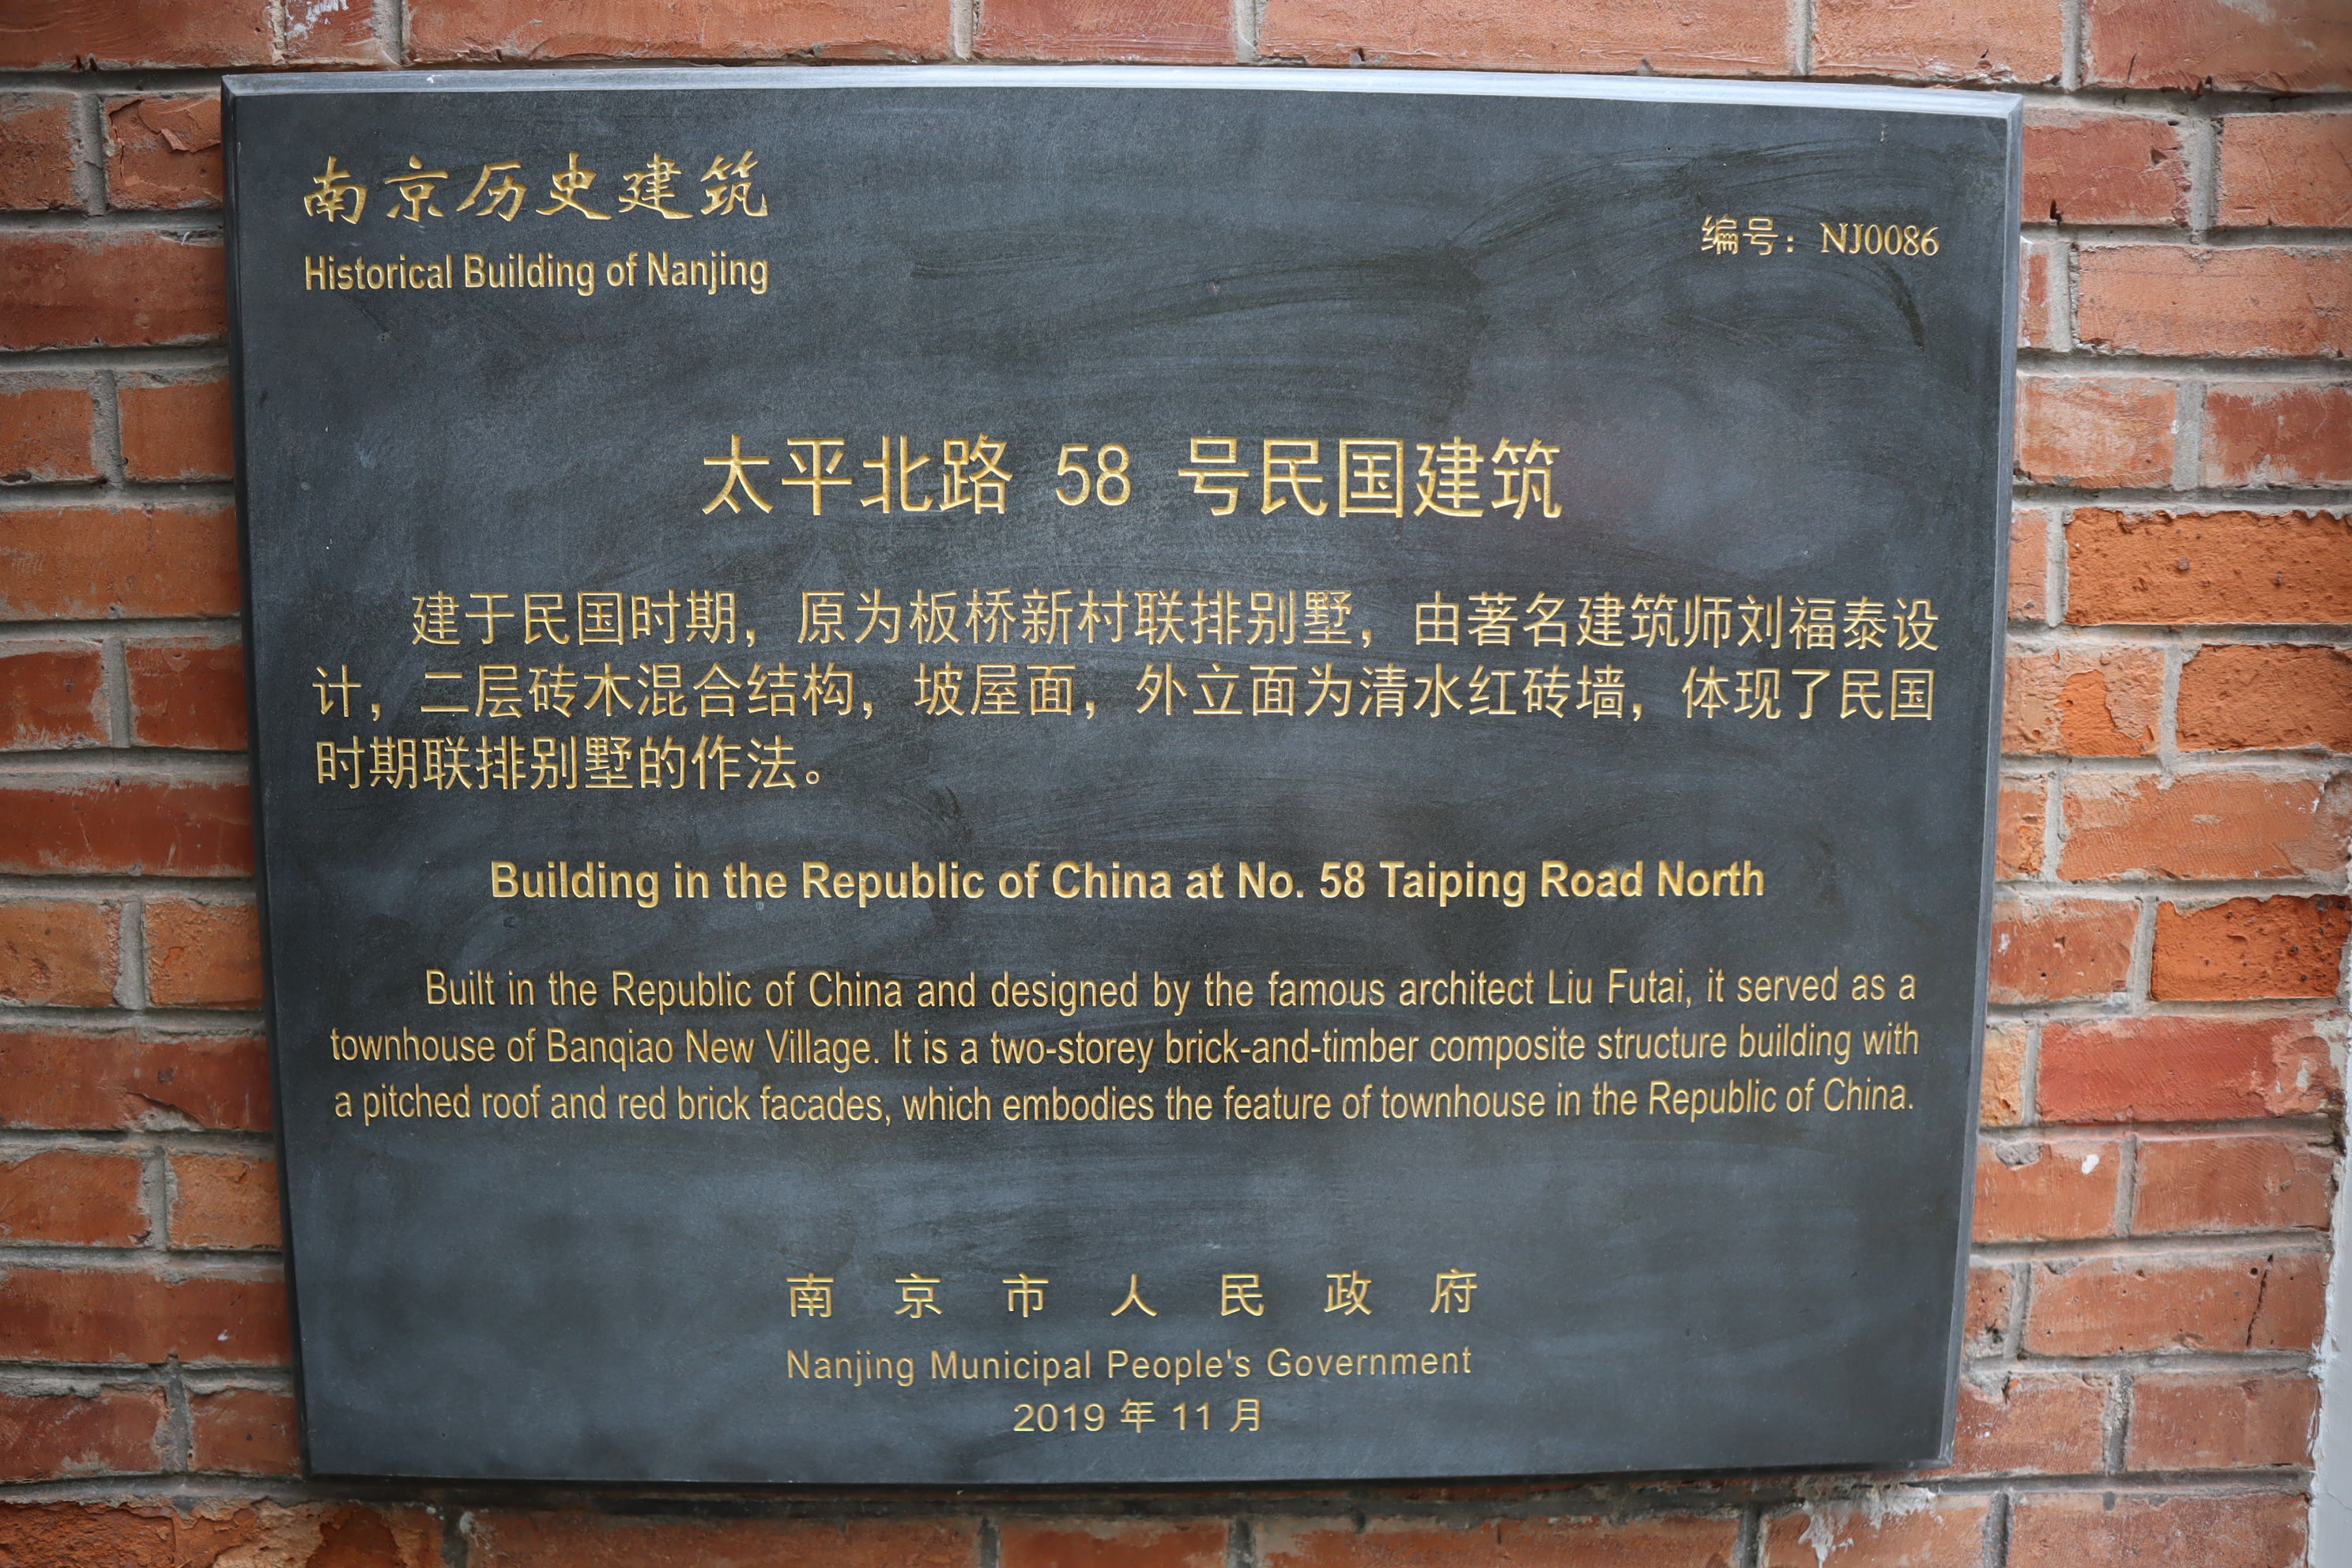 南京历史建筑
Historical Building of Nanjing
编号：NJ0086
太平北路 58 号民国建筑
建于民国时期，原为板桥新村联排别墅，由著名建筑师刘福泰设
计，二层砖木混合结构，坡屋面，外立面为清水红砖墙，体现了民国
时期联排别墅的作法。
Building in the Republic of China at No. 58 Taiping Road North
Built in the Republic of China and designed by the famous architect Liu Futai, it served as a
townhouse of Banqiao New Village. It is a two-storey brick-and-timber composite structure building with
a pitched roof and red brick facades, which embodies the feature of townhouse in the Republic of China.
南京市人民政府
Nanjing Municipal People's Government
2019 年 11 月